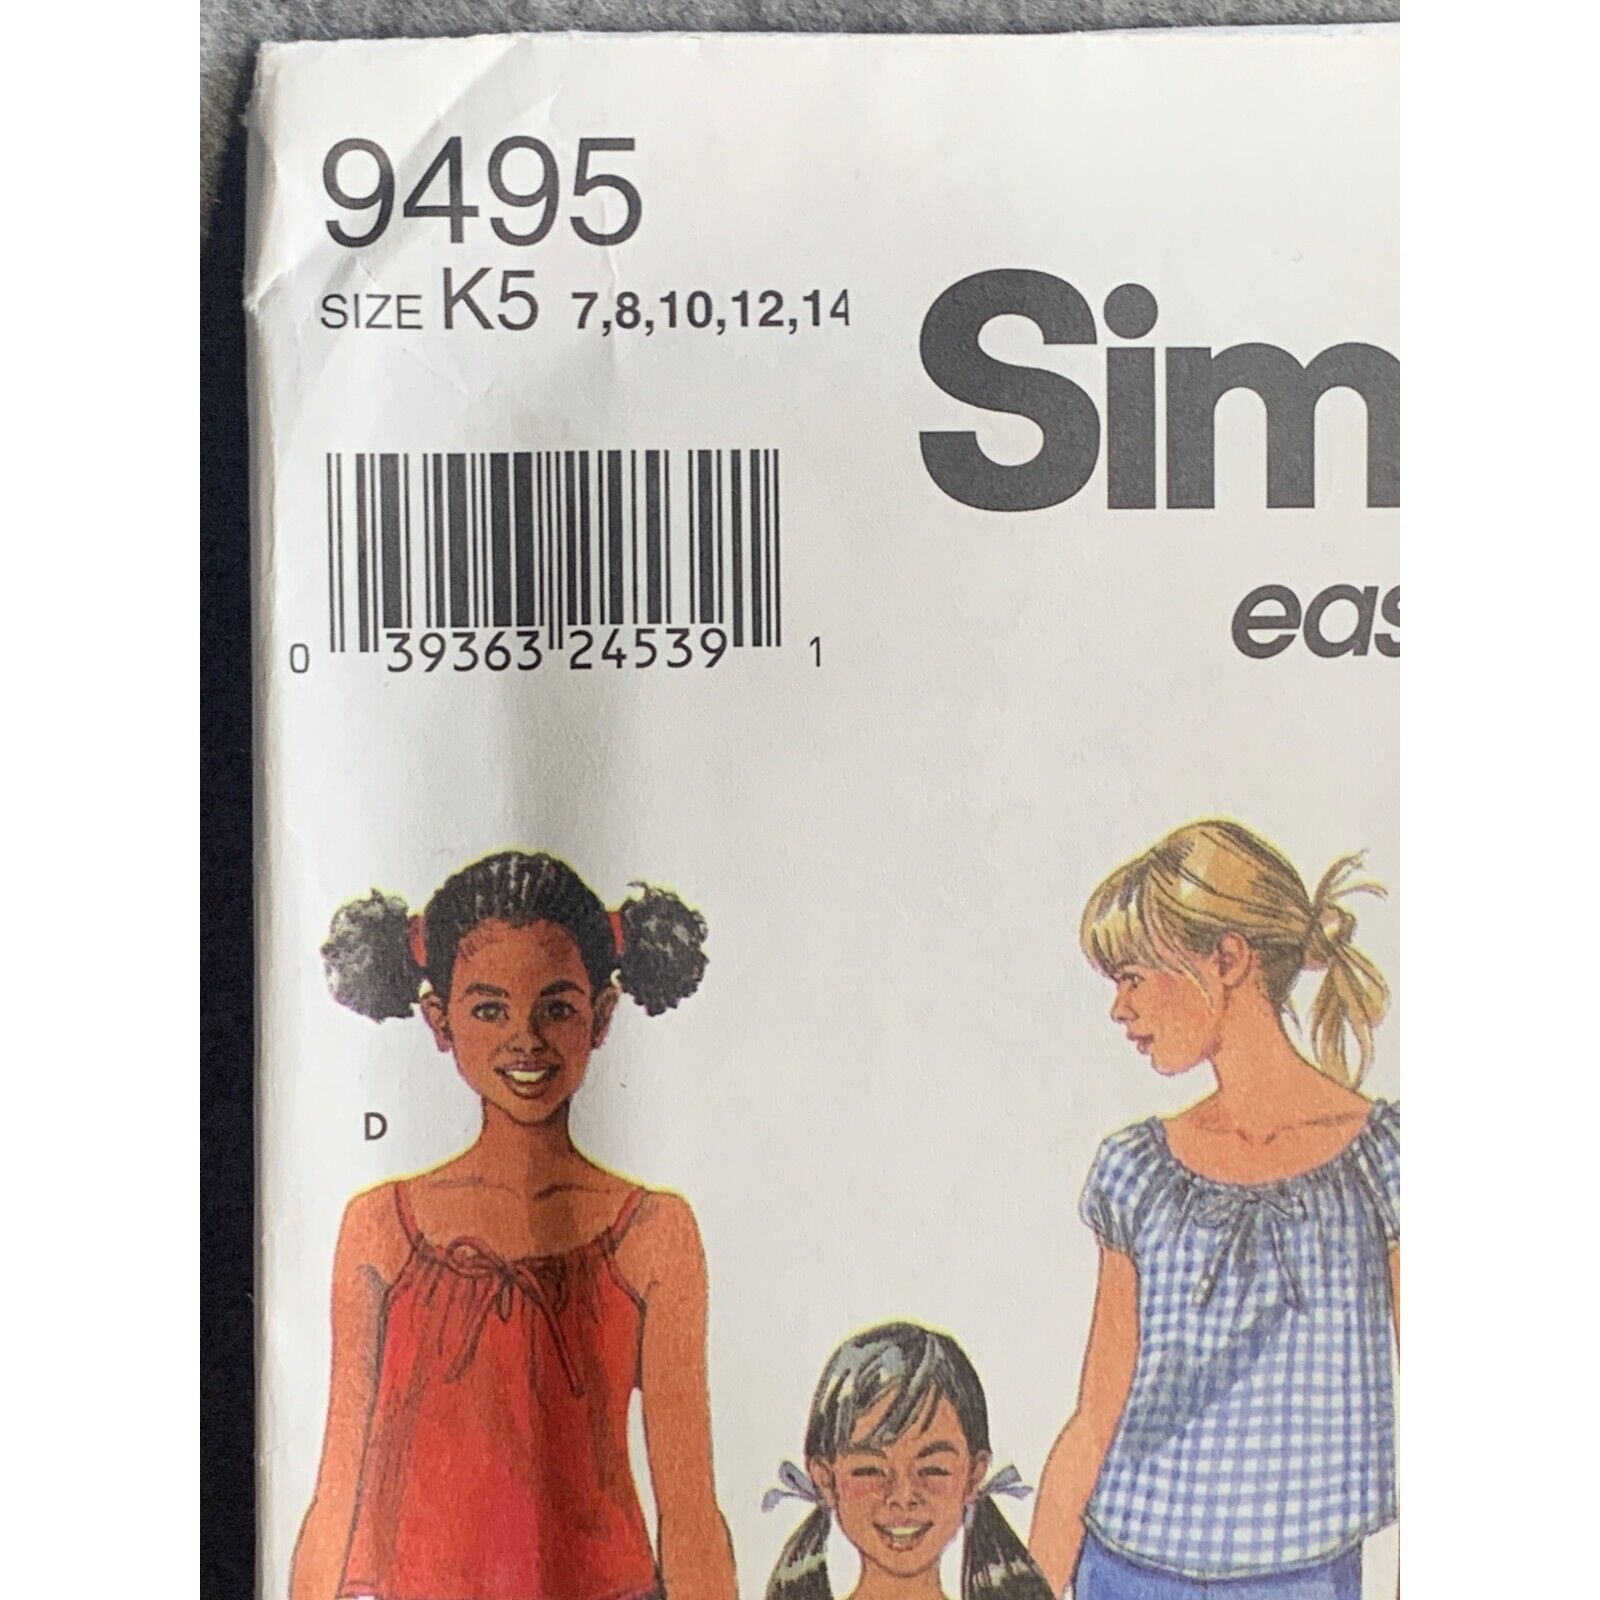 9495
SIZE K5 7,8,10,12,14
Sim
eas
0 39363 24539 1
D